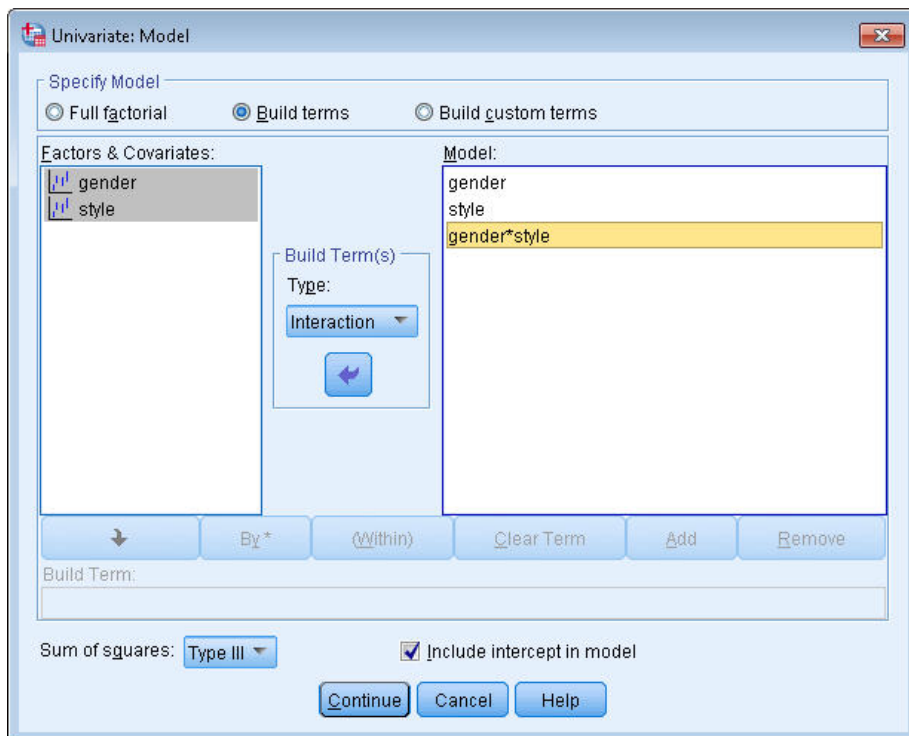 Univariate: Model
Specify Model
Full factorial
Build terms
Build custom terms
Factors & Covariates:
gender
style
Build Term(s)
Type:
Interaction
Model:
gender
style
gender*style
By *
(Within)
Clear Term
Add
Remove
Build Term:
Sum of squares:
Type III
Include intercept in model
Continue
Cancel
Help